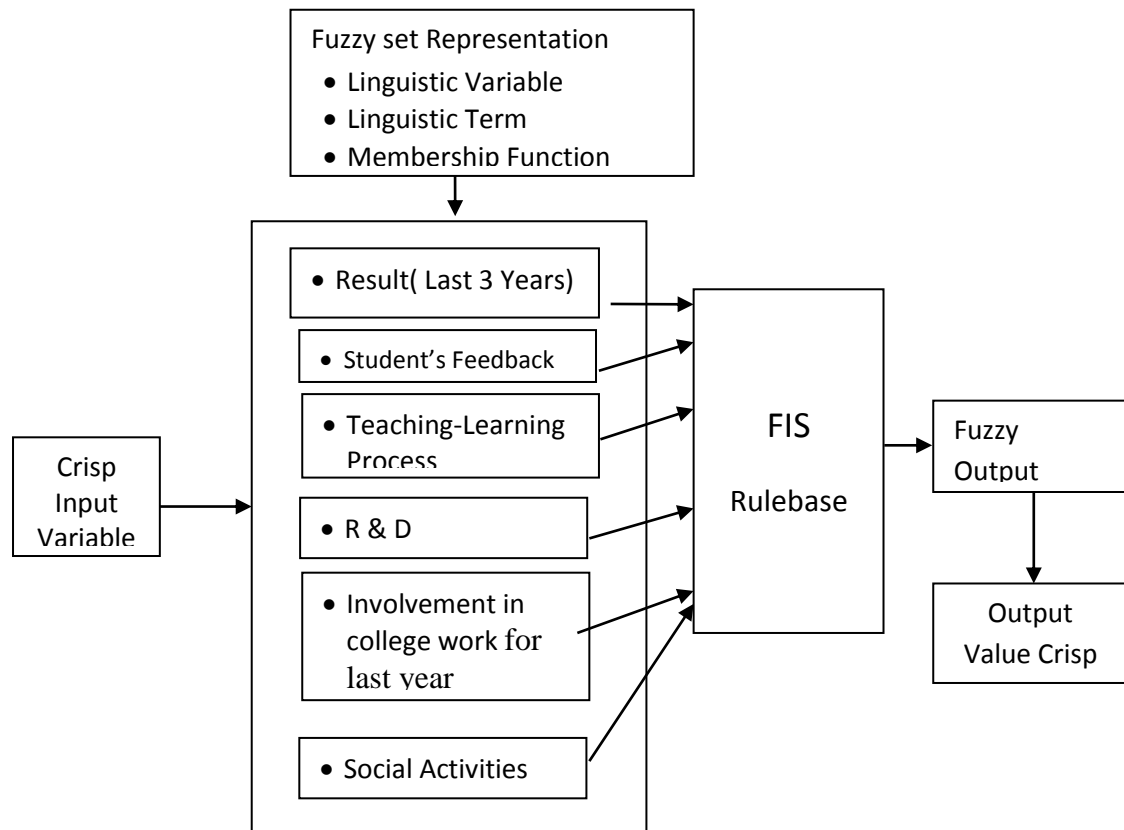 Fuzzy set Representation
• Linguistic Variable
• Linguistic Term
• Membership Function
• Result( Last 3 Years)
• Student’s Feedback
• Teaching-Learning
Process
• R & D
• Involvement in
college work for
last year
• Social Activities
Crisp
Input
Variable
FIS
Rulebase
Fuzzy
Output
Output
Value Crisp